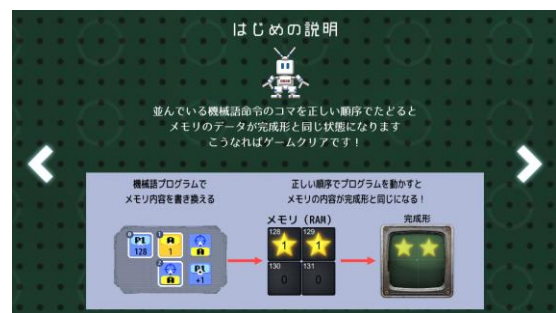 はじめの説明
並んでいる機械語命令のコマを正しい順序でたどると
メモリのデータが完成形と同じ状態になります
こうなればゲームクリアです！
機械語プログラムで
メモリ内容を書き換える
正しい順序でプログラムを動かすと
メモリの内容が完成形と同じになる！
メモリ（RAM）
完成形
0
P1
128
1
A
1
A
2
A
P1
+1
128
1
129
1
130
0
131
0